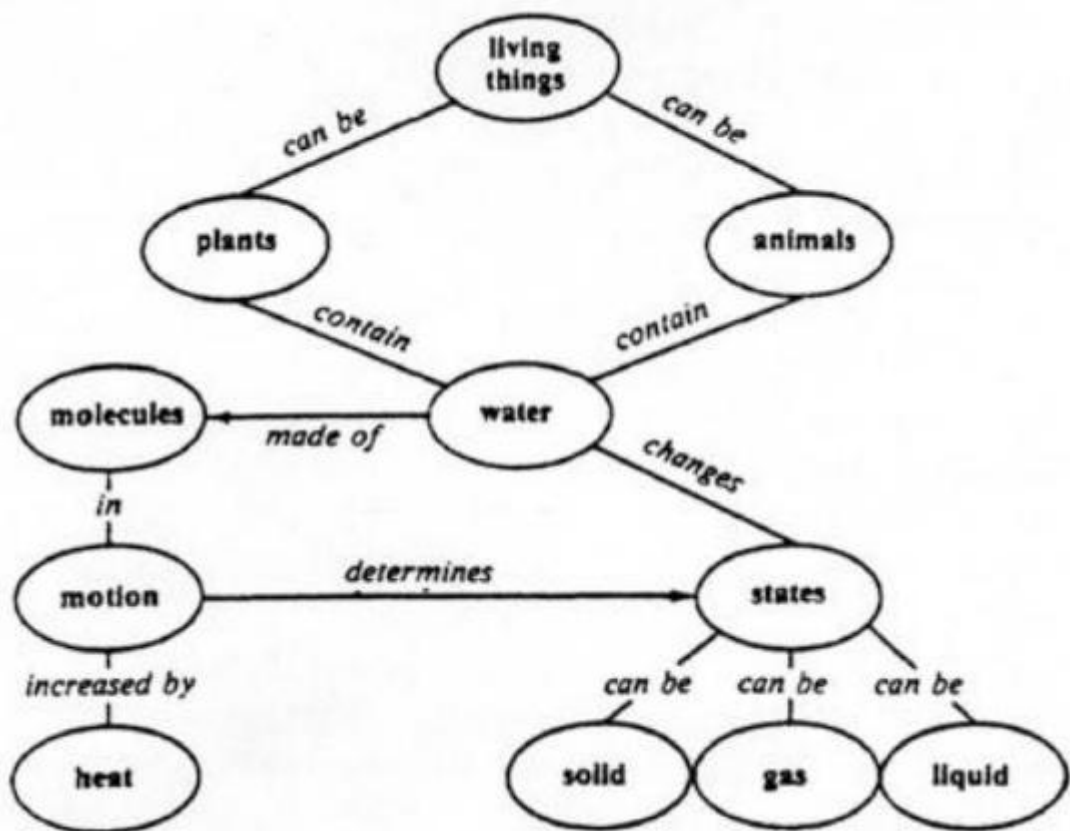 living
things
can be
can be
plants
animals
contain
contain
molecules
made of
water
changes
in
motion
determines
states
increased by
can be
can be
can be
heat
solid
gas
liquid